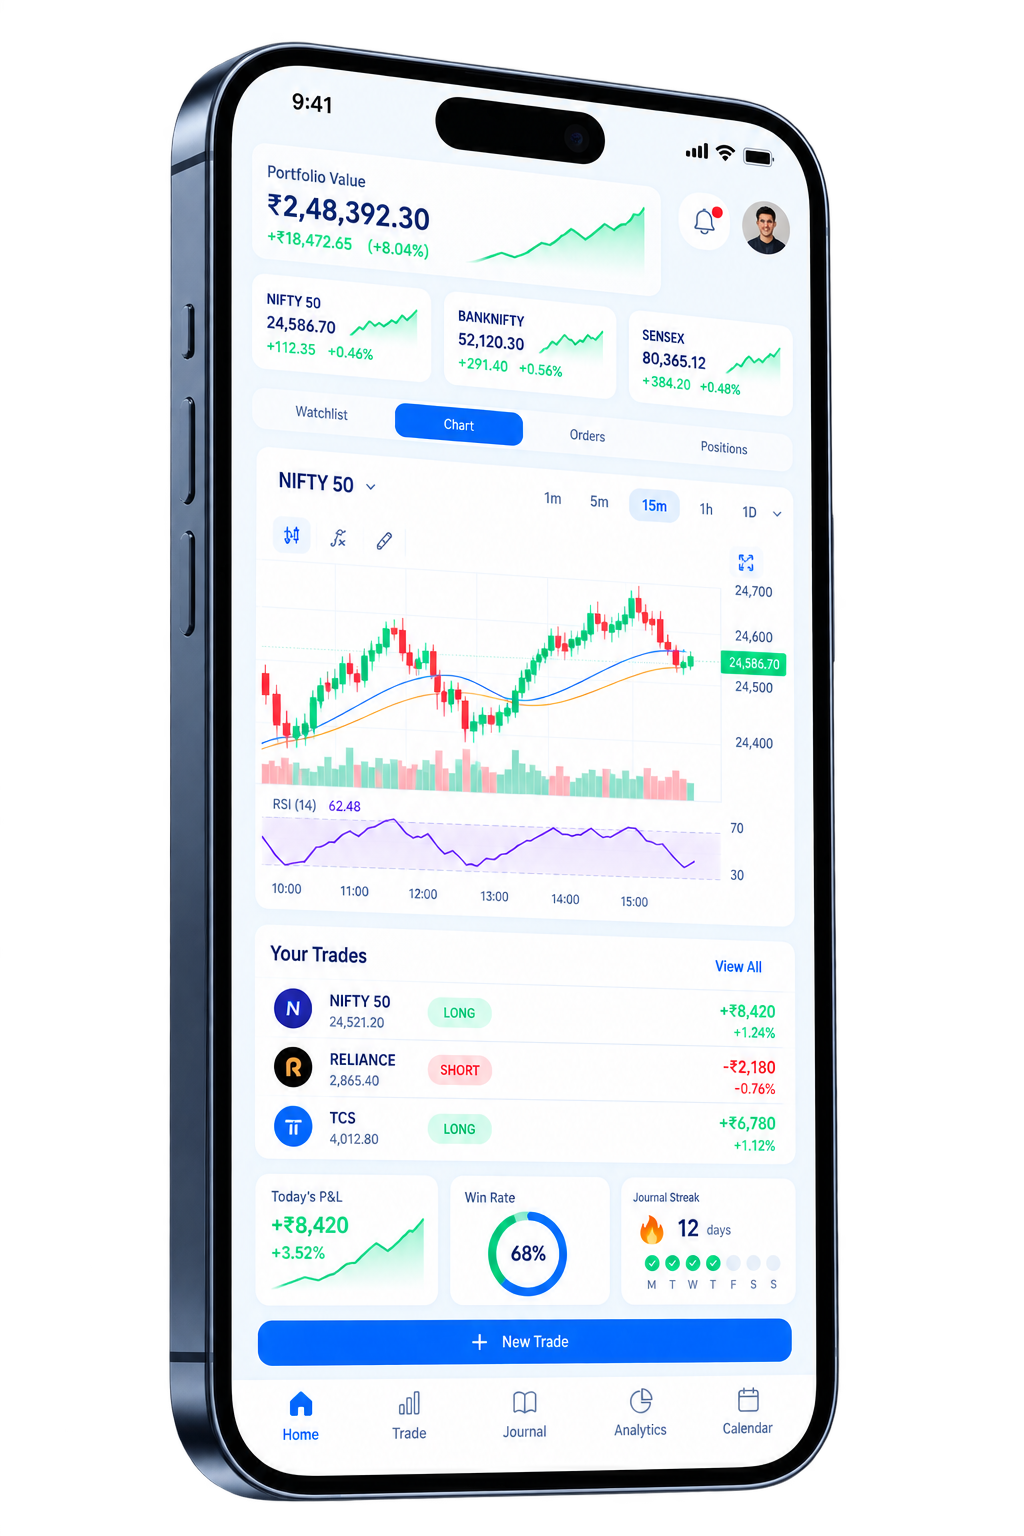 9:41
Portfolio Value
₹2,48,392.30
+₹18,472.65 (+8.04%)
NIFTY 50
24,586.70
+112.35 +0.46%
BANKNIFTY
52,120.30
+291.40 +0.56%
SENSEX
80,365.12
+384.20 +0.48%
Watchlist Chart Orders Positions
NIFTY 50
1m 5m 15m 1h 1D
fx
24,700
24,600
24,586.70
24,500
24,400
RSI (14) 62.48
70
30
10:00 11:00 12:00 13:00 14:00 15:00
Your Trades View All
N
NIFTY 50
24,521.20
LONG
+₹8,420
+1.24%
R
RELIANCE
2,865.40
SHORT
-₹2,180
-0.76%
TCS
4,012.80
LONG
+₹6,780
+1.12%
Today's P&L
+₹8,420
+3.52%
Win Rate
68%
Journal Streak
12 days
M T W T F S S
+ New Trade
Home Trade Journal Analytics Calendar